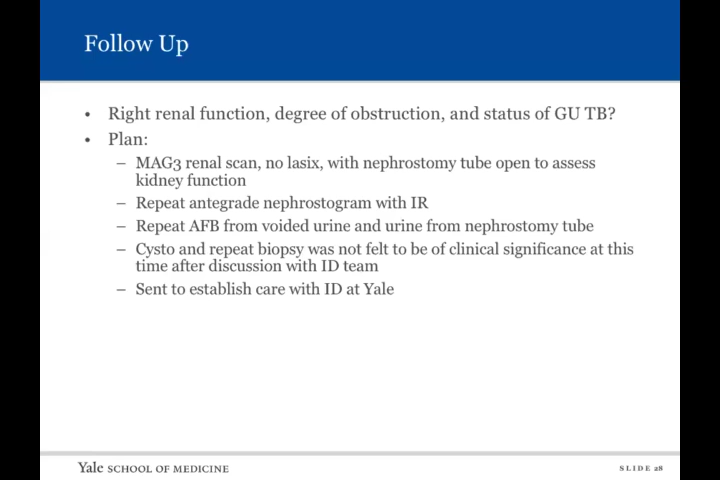 Follow Up
• Right renal function, degree of obstruction, and status of GU TB?
• Plan:
– MAG3 renal scan, no lasix, with nephrostomy tube open to assess
kidney function
– Repeat antegrade nephrostogram with IR
– Repeat AFB from voided urine and urine from nephrostomy tube
– Cysto and repeat biopsy was not felt to be of clinical significance at this
time after discussion with ID team
– Sent to establish care with ID at Yale
Yale SCHOOL OF MEDICINE
SLIDE 28